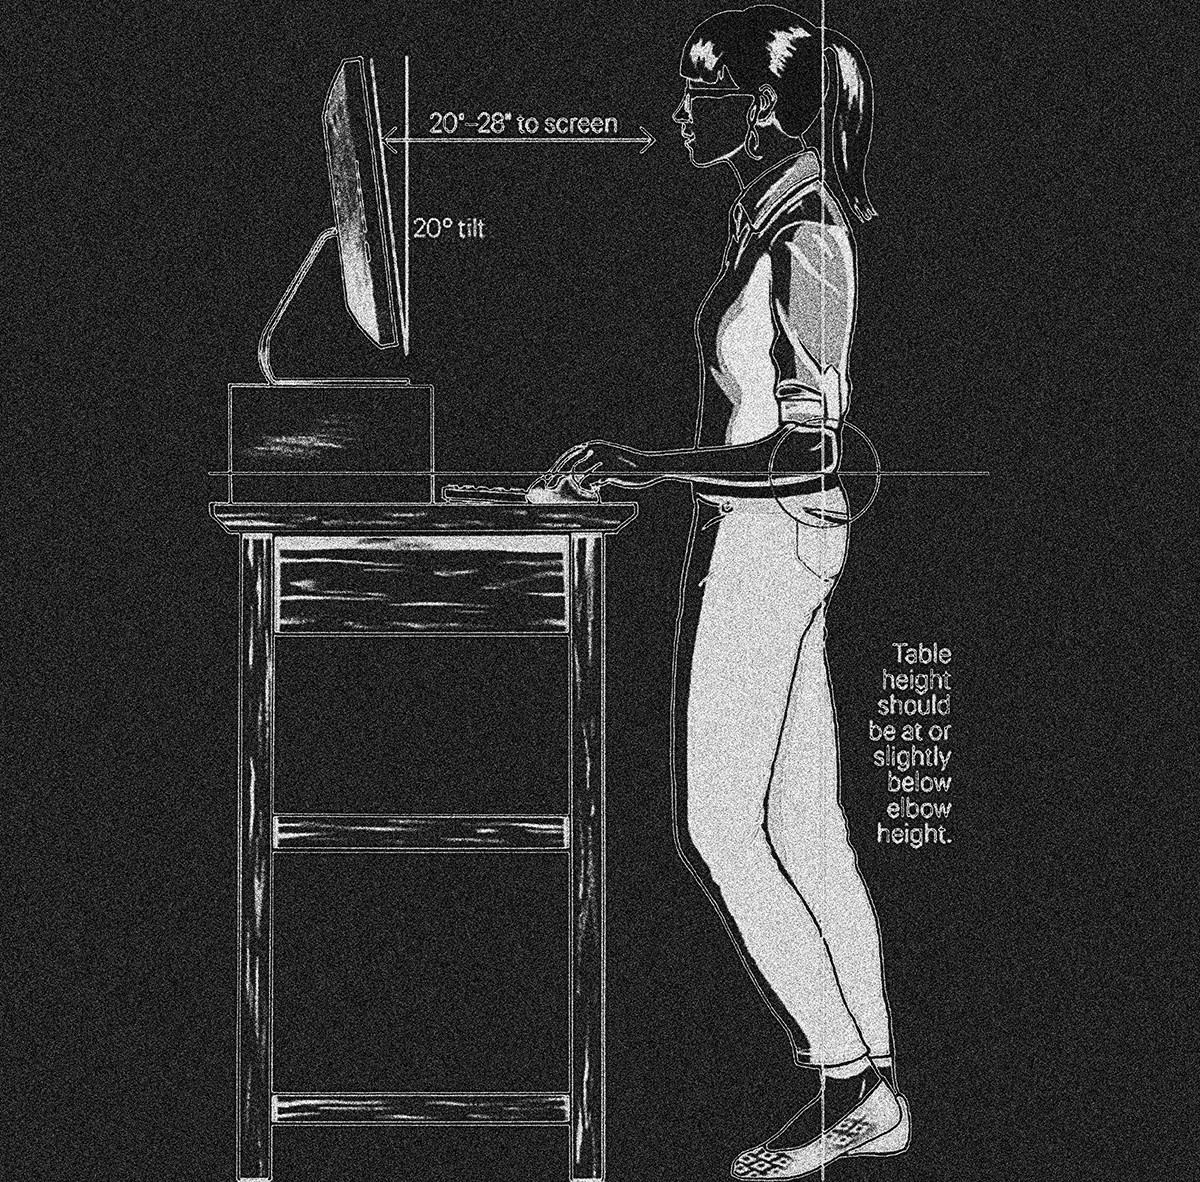 20"–28" to screen
20° tilt
Table
height
should
be at or
slightly
below
elbow
height.